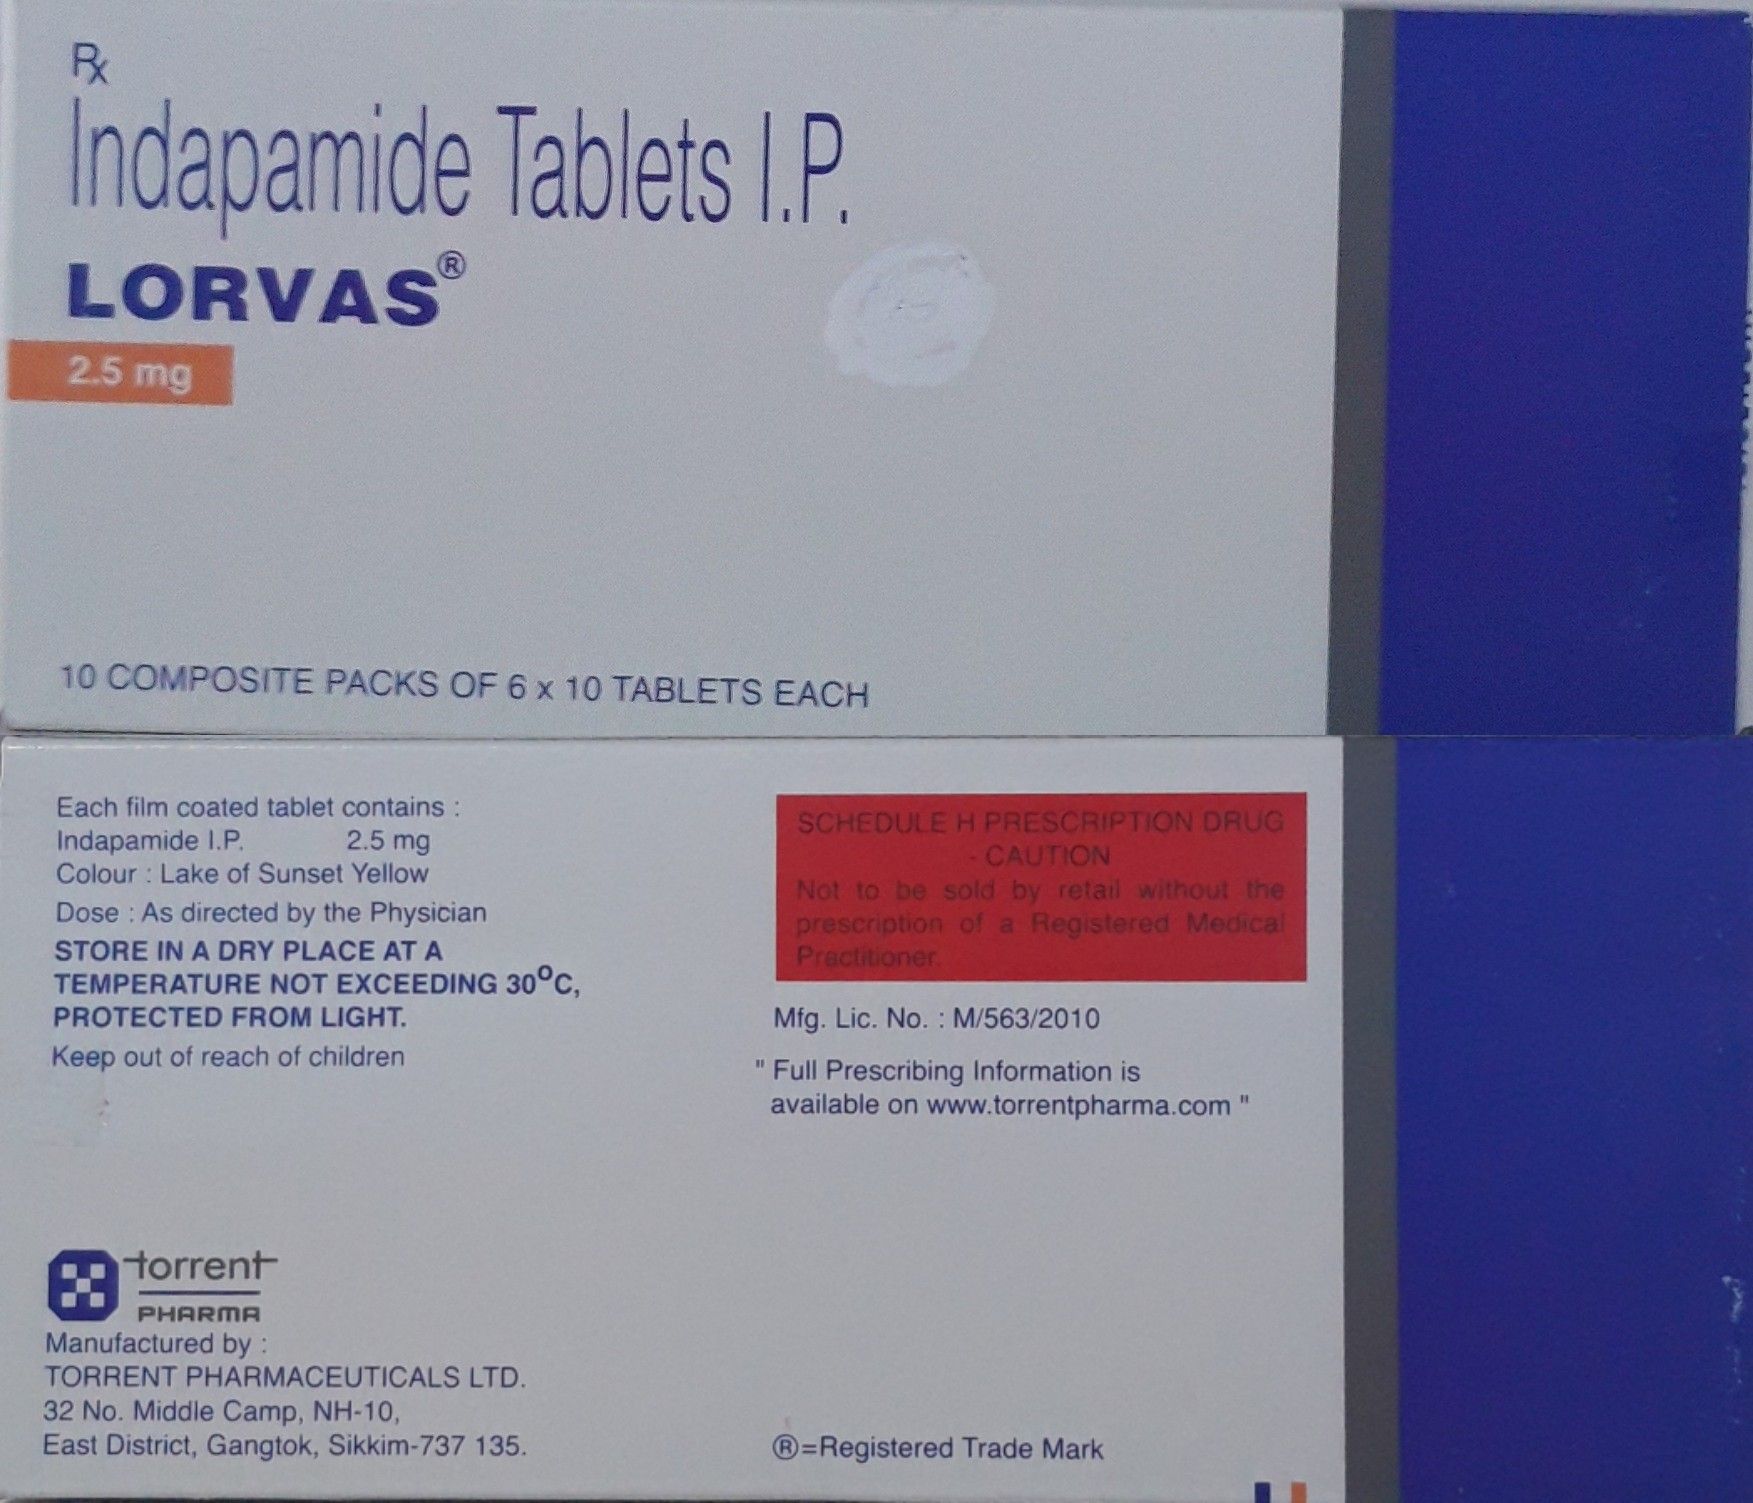 Rx
Indapamide Tablets I.P.
LORVAS®
2.5 mg
10 COMPOSITE PACKS OF 6 x 10 TABLETS EACH
Each film coated tablet contains :
Indapamide I.P. 2.5 mg
Colour : Lake of Sunset Yellow
Dose : As directed by the Physician
STORE IN A DRY PLACE AT A
TEMPERATURE NOT EXCEEDING 30°C,
PROTECTED FROM LIGHT.
Keep out of reach of children
SCHEDULE H PRESCRIPTION DRUG
- CAUTION
Not to be sold by retail without the
prescription of a Registered Medical
Practitioner.
Mfg. Lic. No. : M/563/2010
" Full Prescribing Information is
available on www.torrentpharma.com "
torrent
PHARMA
Manufactured by :
TORRENT PHARMACEUTICALS LTD.
32 No. Middle Camp, NH-10,
East District, Gangtok, Sikkim-737 135.
®=Registered Trade Mark